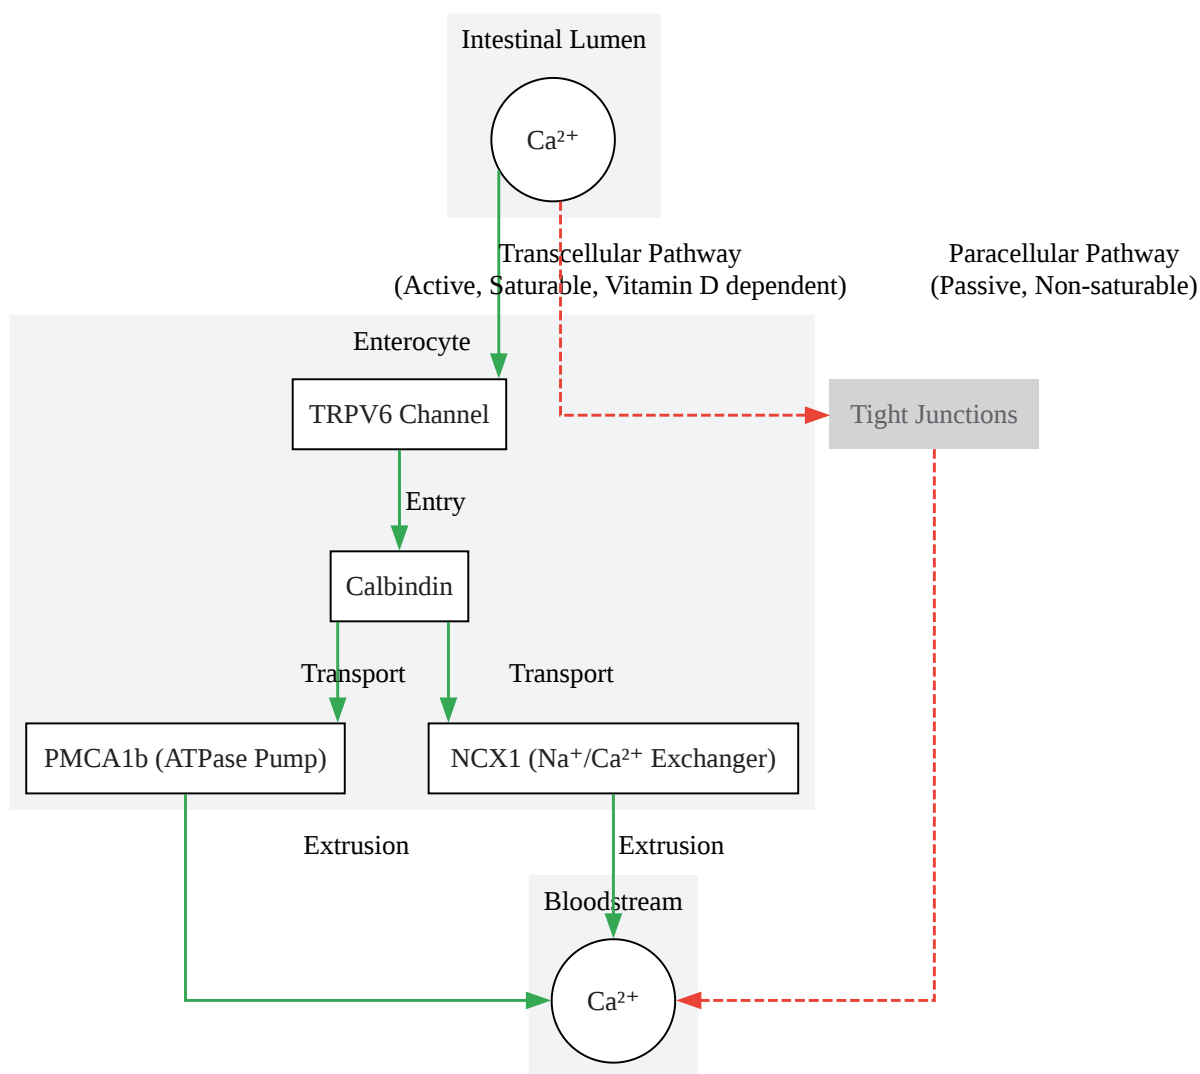 Intestinal Lumen
Ca²⁺
Transcellular Pathway
(Active, Saturable, Vitamin D dependent)
Paracellular Pathway
(Passive, Non-saturable)
Enterocyte
TRPV6 Channel
Tight Junctions
Entry
Calbindin
Transport
Transport
PMCA1b (ATPase Pump)
NCX1 (Na⁺/Ca²⁺ Exchanger)
Extrusion
Extrusion
Bloodstream
Ca²⁺